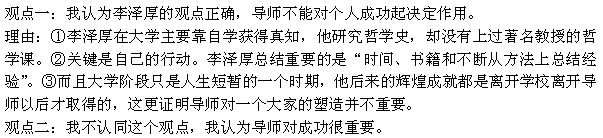 观点一：我认为李泽厚的观点正确，导师不能对个人成功起决定作用。
理由：①李泽厚在大学主要靠自学获得真知，他研究哲学史，却没有上过著名教授的哲
学课。②关键是自己的行动。李泽厚总结重要的是“时间、书籍和不断从方法上总结经
验”。③而且大学阶段只是人生短暂的一个时期，他后来的辉煌成就都是离开学校离开导
师以后才取得的，这更证明导师对一个大家的塑造并不重要。
观点二：我不认同这个观点，我认为导师对成功很重要。